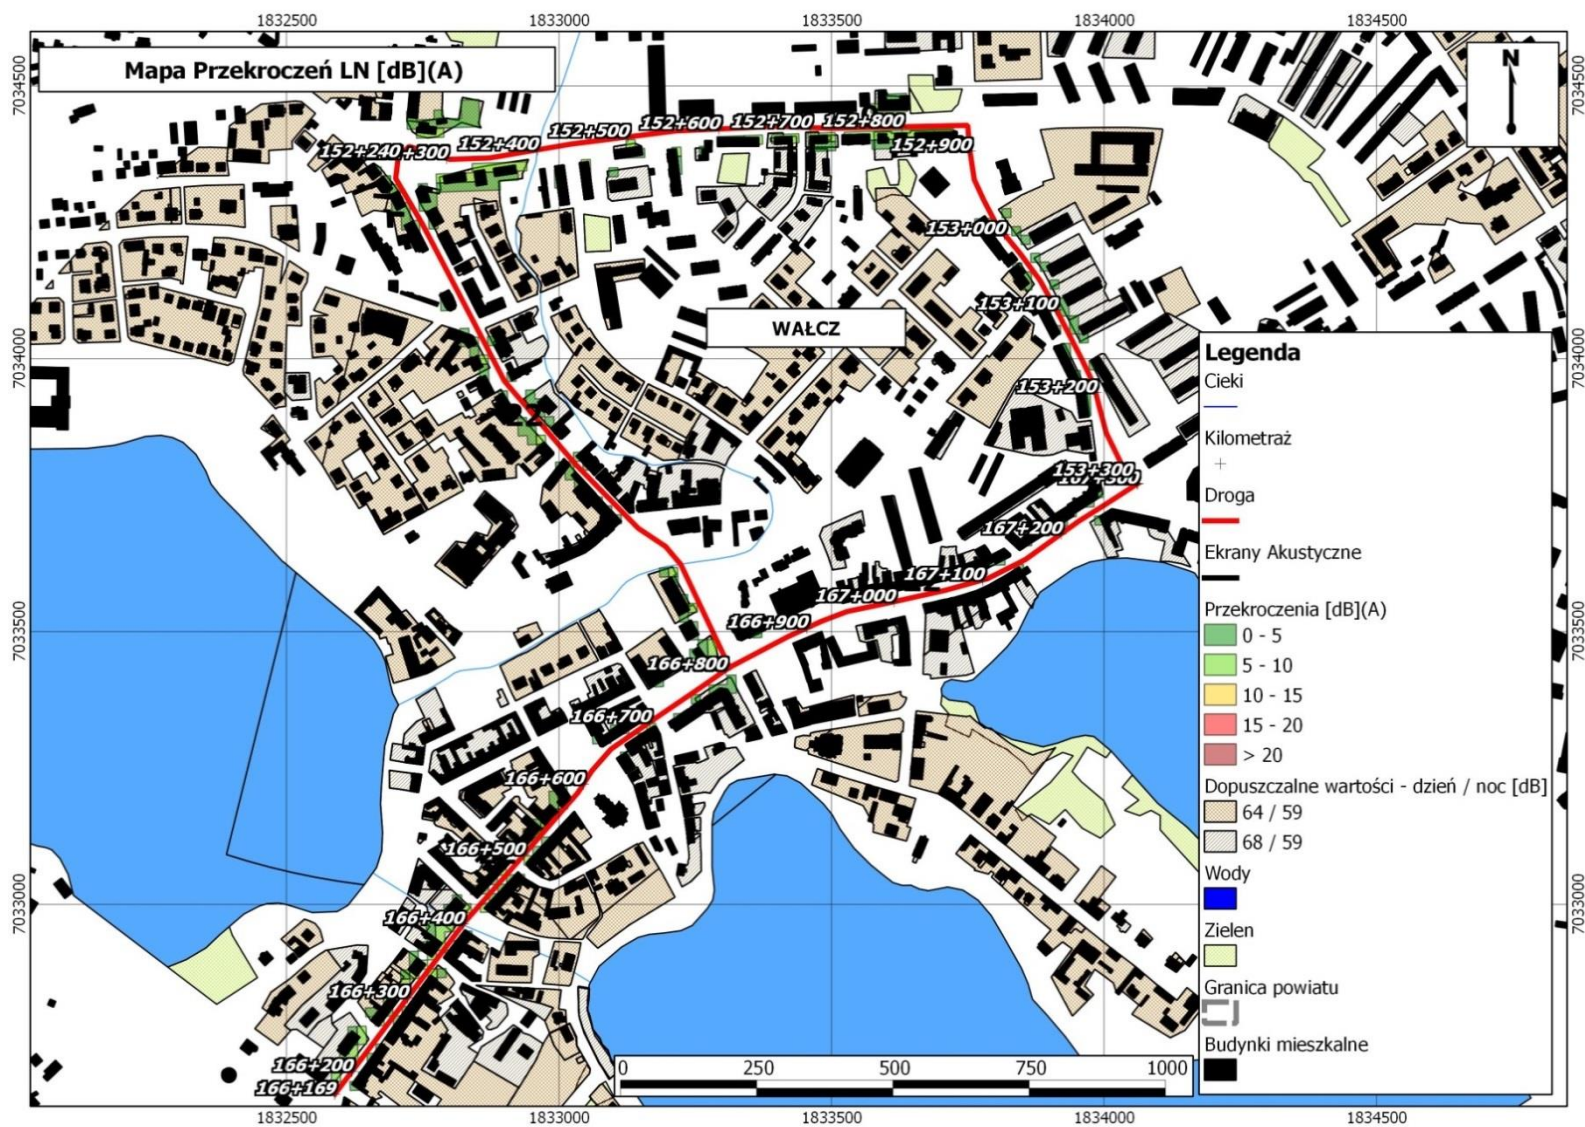 1832500 1833000 1833500 1834000 1834500
7034500 7034500
Mapa Przekroczeń LN [dB](A)
N
152+240 +300 152+400 152+500 152+600 152+700 152+800
152+900
153+000
153+100
WAŁCZ
7034000 7034000
153+200
153+300
167+200
167+100
167+000
166+900
7033500 7033500
166+800
166+700
166+600
166+500
7033000 7033000
166+400
166+300
166+200
166+169
Legenda
Cieki
Kilometraż
Droga
Ekrany Akustyczne
Przekroczenia [dB](A)
0 - 5
5 - 10
10 - 15
15 - 20
> 20
Dopuszczalne wartości - dzień / noc [dB]
64 / 59
68 / 59
Wody
Zielen
Granica powiatu
Budynki mieszkalne
0 250 500 750 1000
1832500 1833000 1833500 1834000 1834500